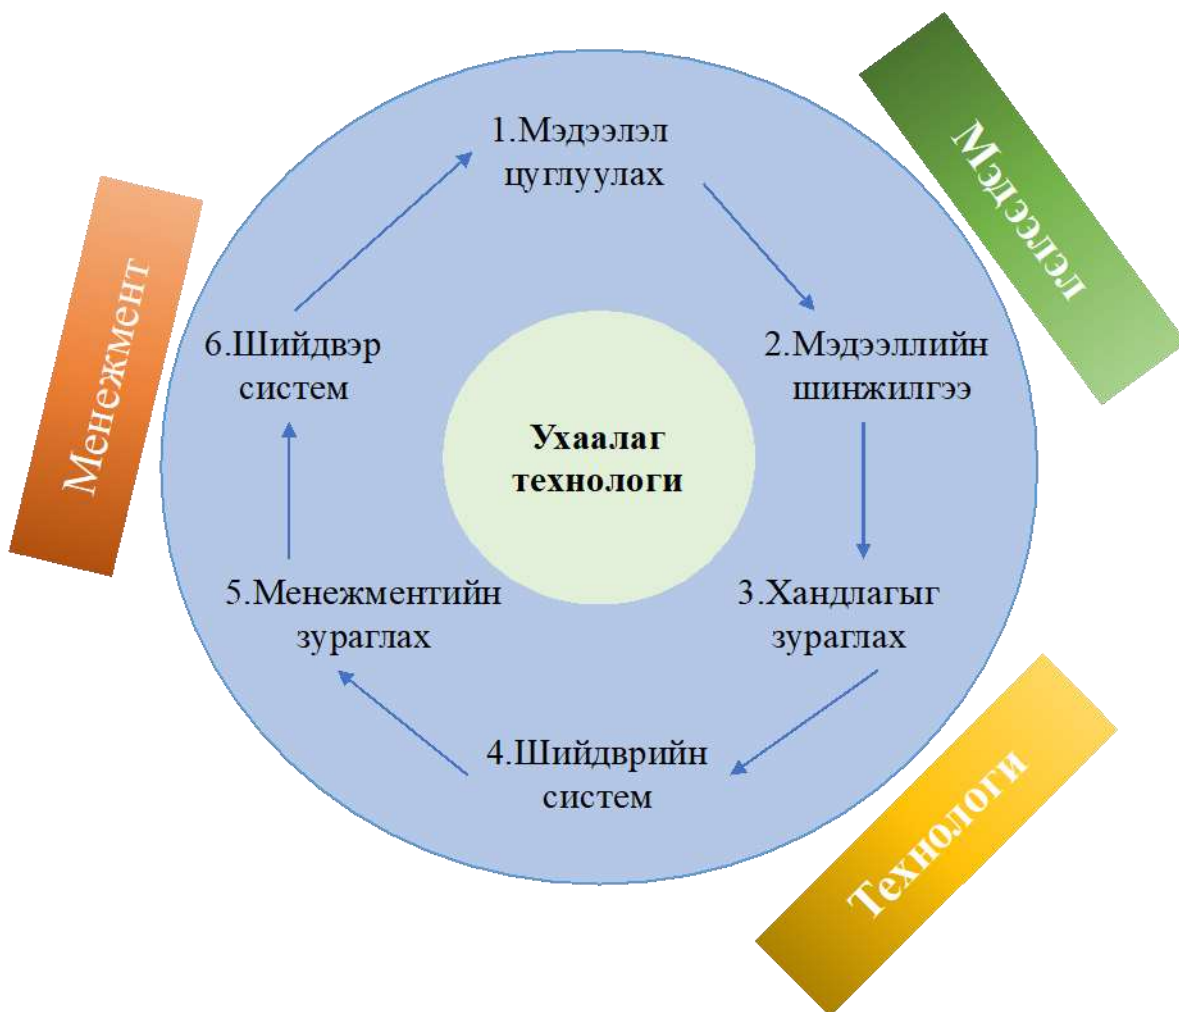 1.Мэдээлэл
цуглуулах
2.Мэдээллийн
шинжилгээ
3.Хандлагыг
зураглах
4.Шийдврийн
систем
5.Менежментийн
зураглах
6.Шийдвэр
систем
Ухаалаг
технологи
Мэдээлэл
Технологи
Менежмент